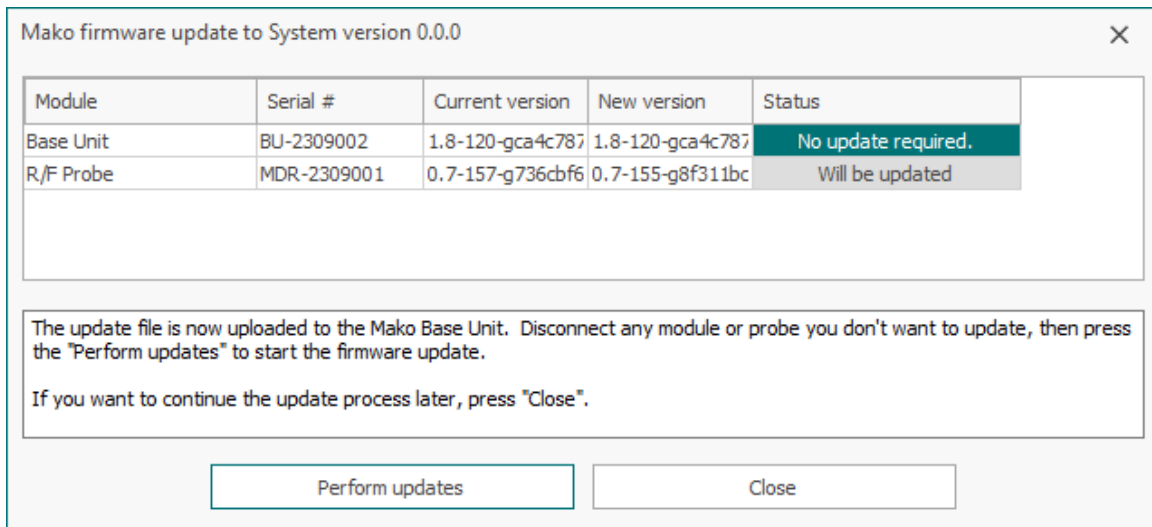 Mako firmware update to System version 0.0.0
Module Serial # Current version New version Status
Base Unit BU-2309002 1.8-120-gca4c787 1.8-120-gca4c787 No update required.
R/F Probe MDR-2309001 0.7-157-g736cbf6 0.7-155-g8f311bc Will be updated
The update file is now uploaded to the Mako Base Unit.  Disconnect any module or probe you don't want to update, then press
the "Perform updates" to start the firmware update.
If you want to continue the update process later, press "Close".
Perform updates Close